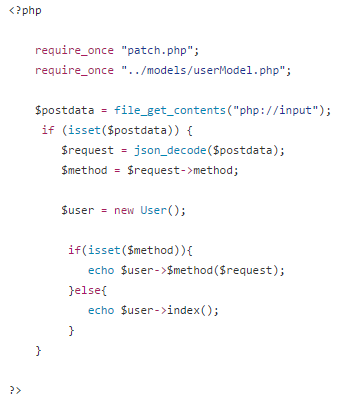 <?php
require_once "patch.php";
require_once "../models/userModel.php";
$postdata = file_get_contents("php://input");
if (isset($postdata)) {
$request = json_decode($postdata);
$method = $request->method;
$user = new User();
if(isset($method)){
echo $user->$method($request);
}else{
echo $user->index();
}
}
?>